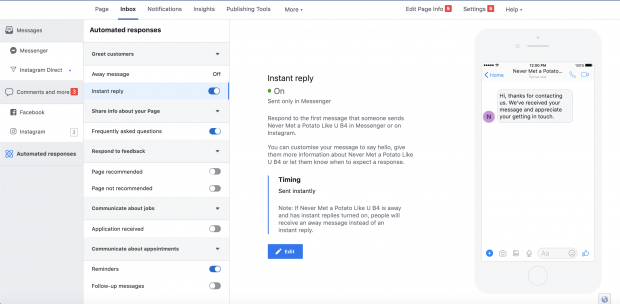 Page Inbox Notifications Insights Publishing Tools More Edit Page Info 5 Settings 5 Help
Messages
Messenger
Instagram Direct
Comments and more
Facebook
Instagram 3
Automated responses
Automated responses
Greet customers
Away message Off
Instant reply
Share info about your Page
Frequently asked questions
Respond to feedback
Page recommended
Page not recommended
Communicate about jobs
Application received
Communicate about appointments
Reminders
Follow-up messages
Instant reply
On
Sent only in Messenger
Respond to the first message that someone sends
Never Met a Potato Like U B4 in Messenger or on
Instagram.
You can customise your message to say hello, give
them more information about Never Met a Potato Like
U B4 or let them know when to expect a response.
Timing
Sent instantly
Note: If Never Met a Potato Like U B4 is away
and has instant replies turned on, people will
receive an away message instead of an
instant reply.
Edit
12:00 PM 100%
Home
Never Met a Potato...
Hi, thanks for contacting
us. We've received your
message and appreciate
your getting in touch.
N
Aa